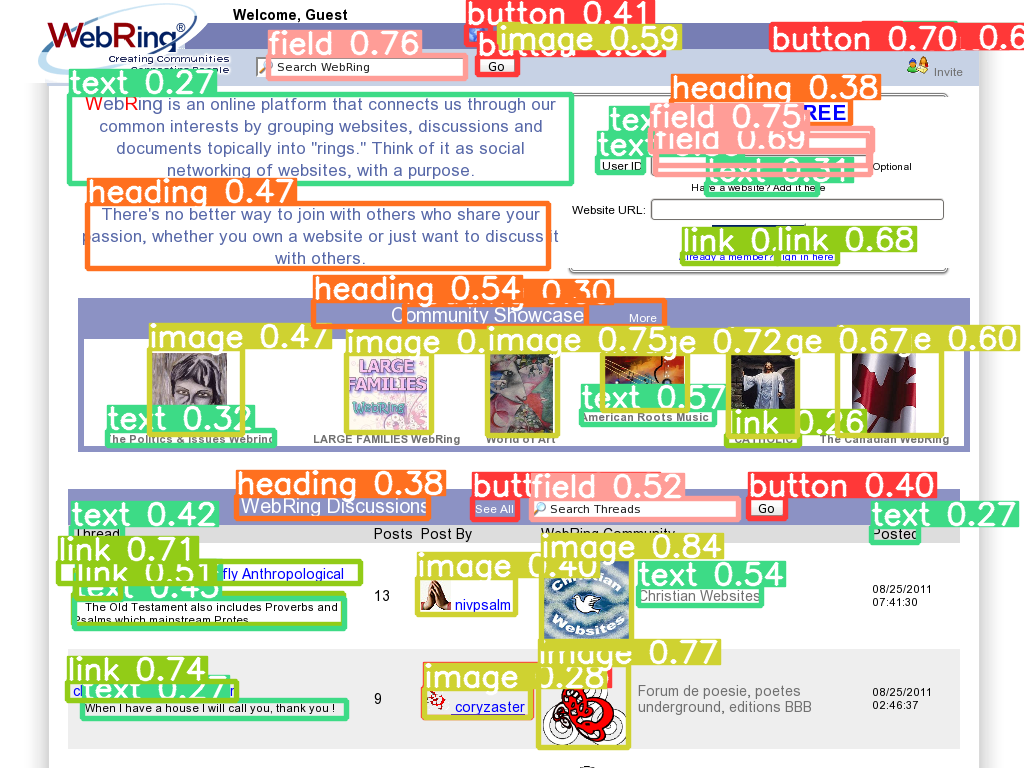 Welcome, Guest
WebRing®
Creating Communities
Connecting People
button 0.41
image 0.59
button 0.70
field 0.76
Search WebRing
Go
Invite
text 0.27
heading 0.38
WebRing is an online platform that connects us through our
common interests by grouping websites, discussions and
documents topically into "rings." Think of it as social
networking of websites, with a purpose.
REE
field 0.75
field 0.69
User ID
Optional
text 0.31
Have a website? Add it here
heading 0.47
There's no better way to join with others who share your
passion, whether you own a website or just want to discuss it
with others.
Website URL:
link 0.68
Already a member? Sign in here
heading 0.54
0.30
Community Showcase
More
image 0.47
image 0.
image 0.75
0.72
0.67
0.60
LARGE FAMILIES WebRing
text 0.32
text 0.57
link 0.26
The Politics & Issues Webring
LARGE FAMILIES WebRing
World of Art
American Roots Music
CATHOLIC
The Canadian WebRing
heading 0.38
field 0.52
button 0.40
WebRing Discussions
See All
Search Threads
Go
text 0.42
text 0.27
Thread
Posts
Post By
WebRing Community
Posted
link 0.71
image 0.40
image 0.84
link 0.51
fly Anthropological
text 0.43
The Old Testament also includes Proverbs and
Psalms which mainstream Protes
13
nivpsalm
Christian Websites
text 0.54
Christian Websites
08/25/2011
07:41:30
link 0.74
image 0.77
image 0.28
text 0.27
When I have a house I will call you, thank you !
9
coryzaster
Forum de poesie, poetes
underground, editions BBB
08/25/2011
02:46:37